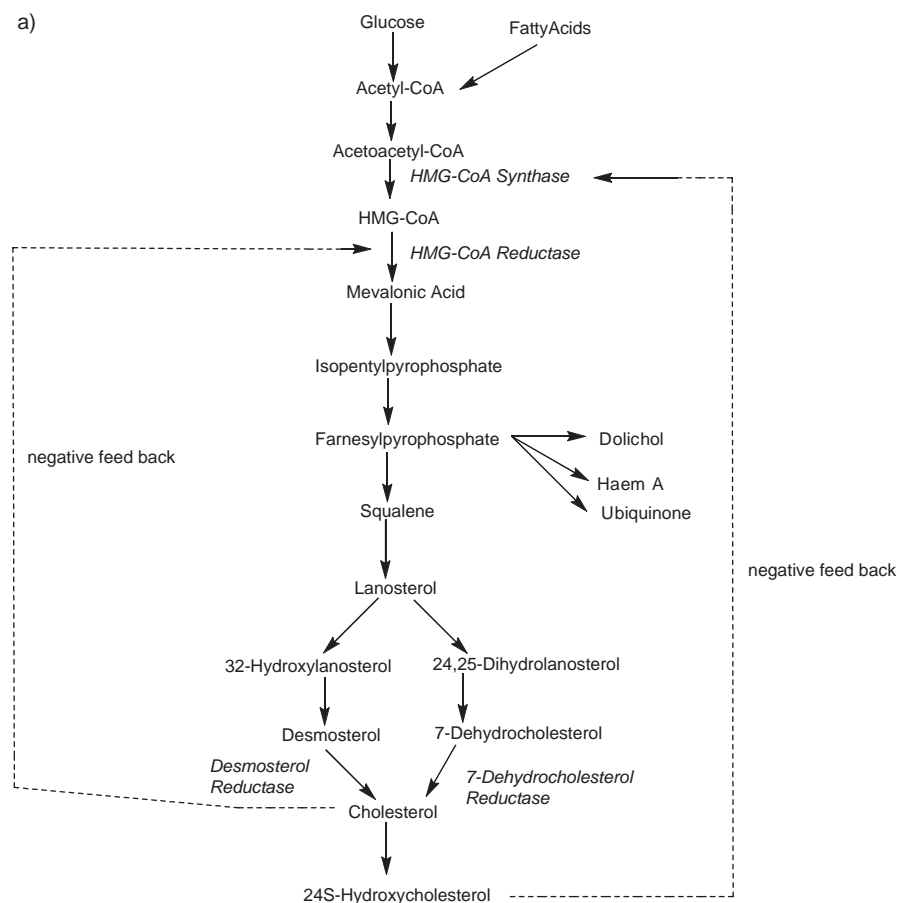 a)
Glucose
FattyAcids
Acetyl-CoA
Acetoacetyl-CoA
HMG-CoA Synthase
HMG-CoA
HMG-CoA Reductase
Mevalonic Acid
Isopentylpyrophosphate
Farnesylpyrophosphate
Dolichol
negative feed back
Haem A
Ubiquinone
Squalene
negative feed back
Lanosterol
32-Hydroxylanosterol
24,25-Dihydrolanosterol
Desmosterol
7-Dehydrocholesterol
Desmosterol
Reductase
7-Dehydrocholesterol
Reductase
Cholesterol
24S-Hydroxycholesterol